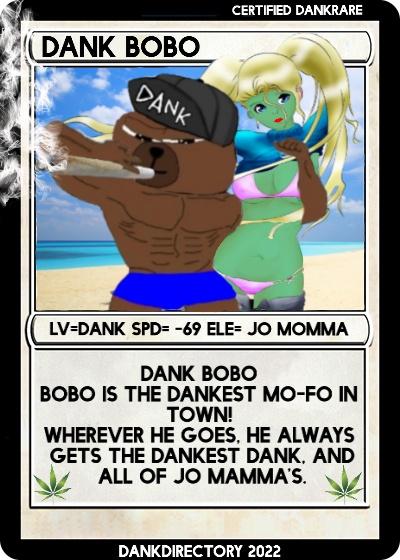 CERTIFIED DANKRARE
DANK BOBO
DANK
LV=DANK SPD= -69 ELE= JO MOMMA
DANK BOBO
BOBO IS THE DANKEST MO-FO IN
TOWN!
WHEREVER HE GOES, HE ALWAYS
GETS THE DANKEST DANK, AND
ALL OF JO MAMMA'S.
DANKDIRECTORY 2022